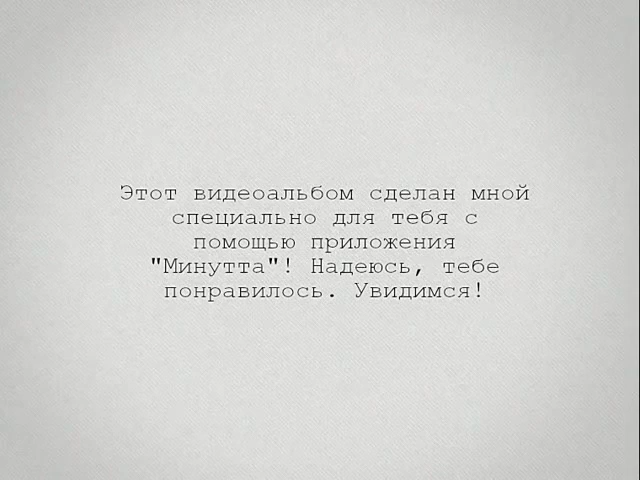 Этот видеоальбом сделан мной
специально для тебя с
помощью приложения
"Минутта"! Надеюсь, тебе
понравилось. Увидимся!